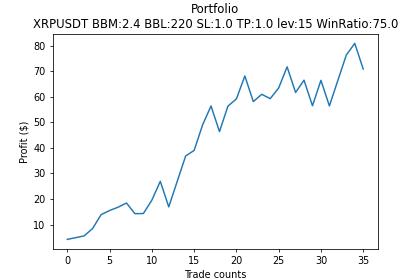 Portfolio
XRPUSDT BBM:2.4 BBL:220 SL:1.0 TP:1.0 lev:15 WinRatio:75.0
80
70
60
50
40
30
20
10
Profit ($)
0 5 10 15 20 25 30 35
Trade counts